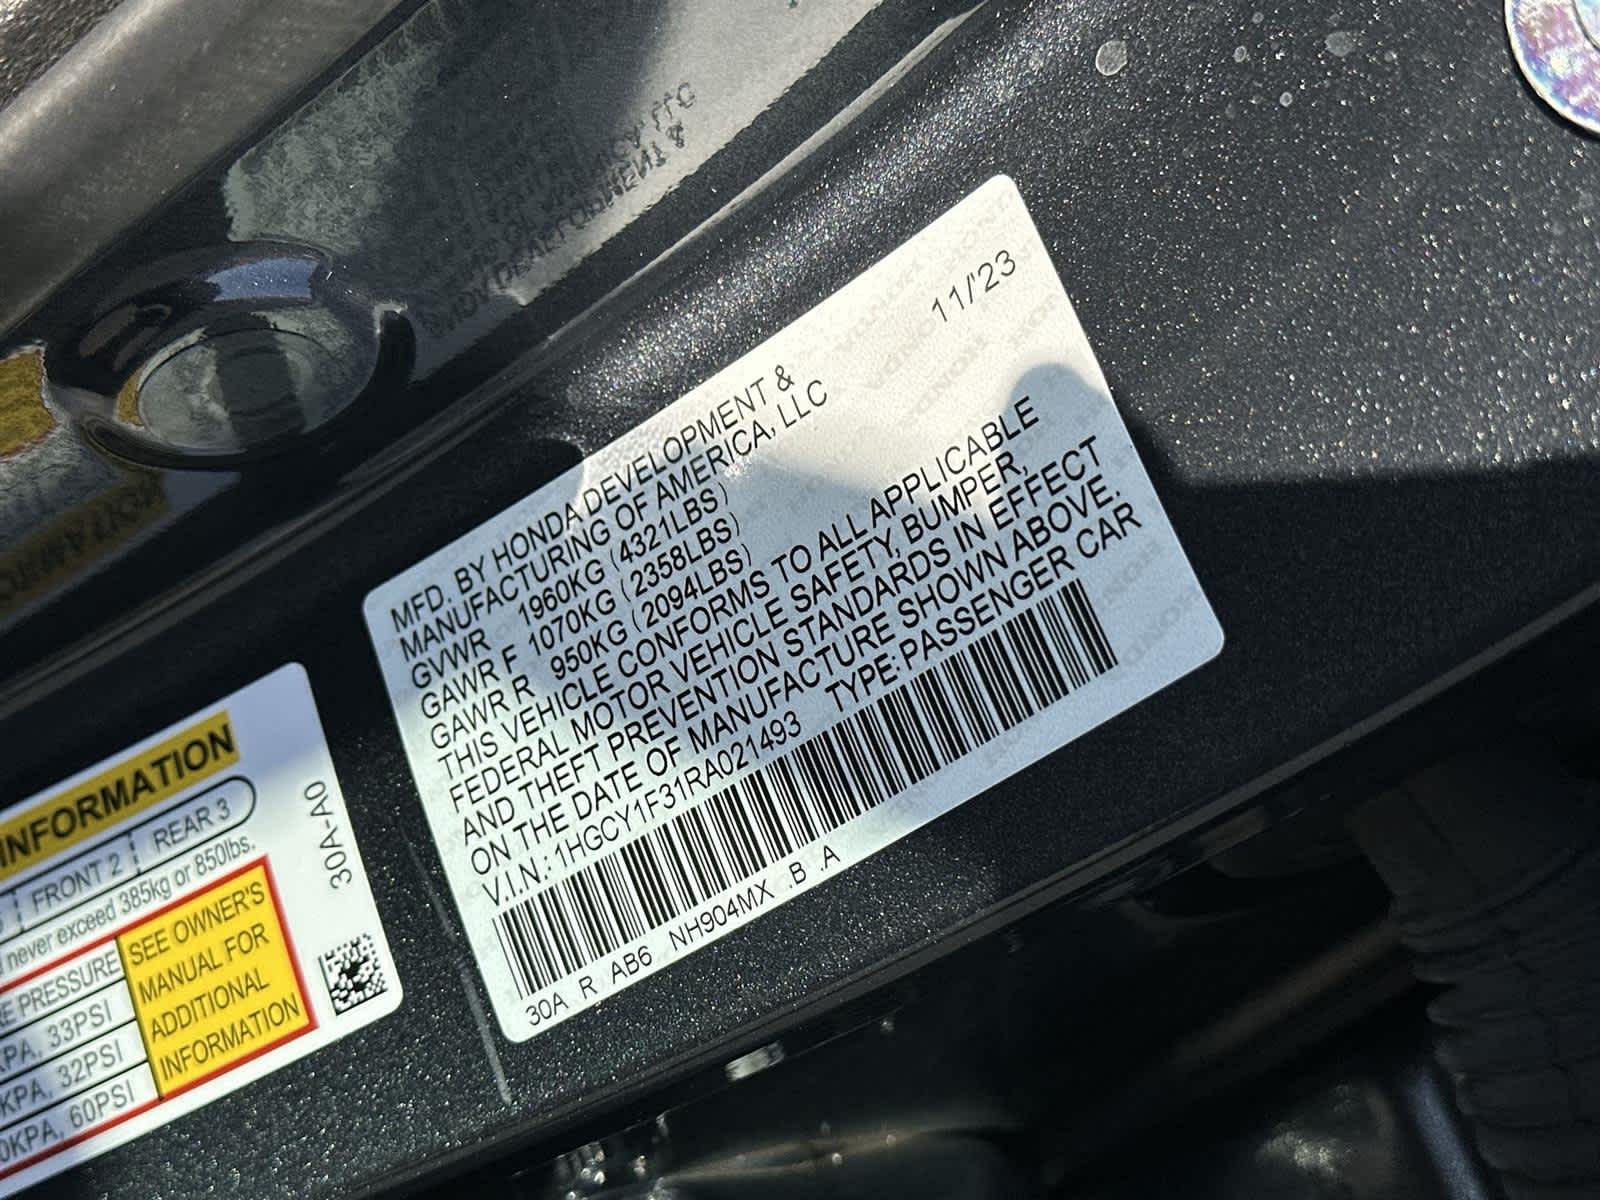 11/'23
MFD. BY HONDA DEVELOPMENT &
MANUFACTURING OF AMERICA, LLC
GVWR 1960KG (4321LBS)
GAWR F 1070KG (2358LBS)
GAWR R 950KG (2094LBS)
THIS VEHICLE CONFORMS TO ALL APPLICABLE
FEDERAL MOTOR VEHICLE SAFETY, BUMPER,
AND THEFT PREVENTION STANDARDS IN EFFECT
ON THE DATE OF MANUFACTURE SHOWN ABOVE.
V.I.N.: 1HGCY1F31RA021493 TYPE: PASSENGER CAR
30A R AB6 NH904MX .B .A
INFORMATION
FRONT 2 REAR 3
never exceed 385kg or 850lbs.
PRESSURE
33PSI
KPA, 32PSI
0KPA, 60PSI
SEE OWNER'S
MANUAL FOR
ADDITIONAL
INFORMATION
30A-A0